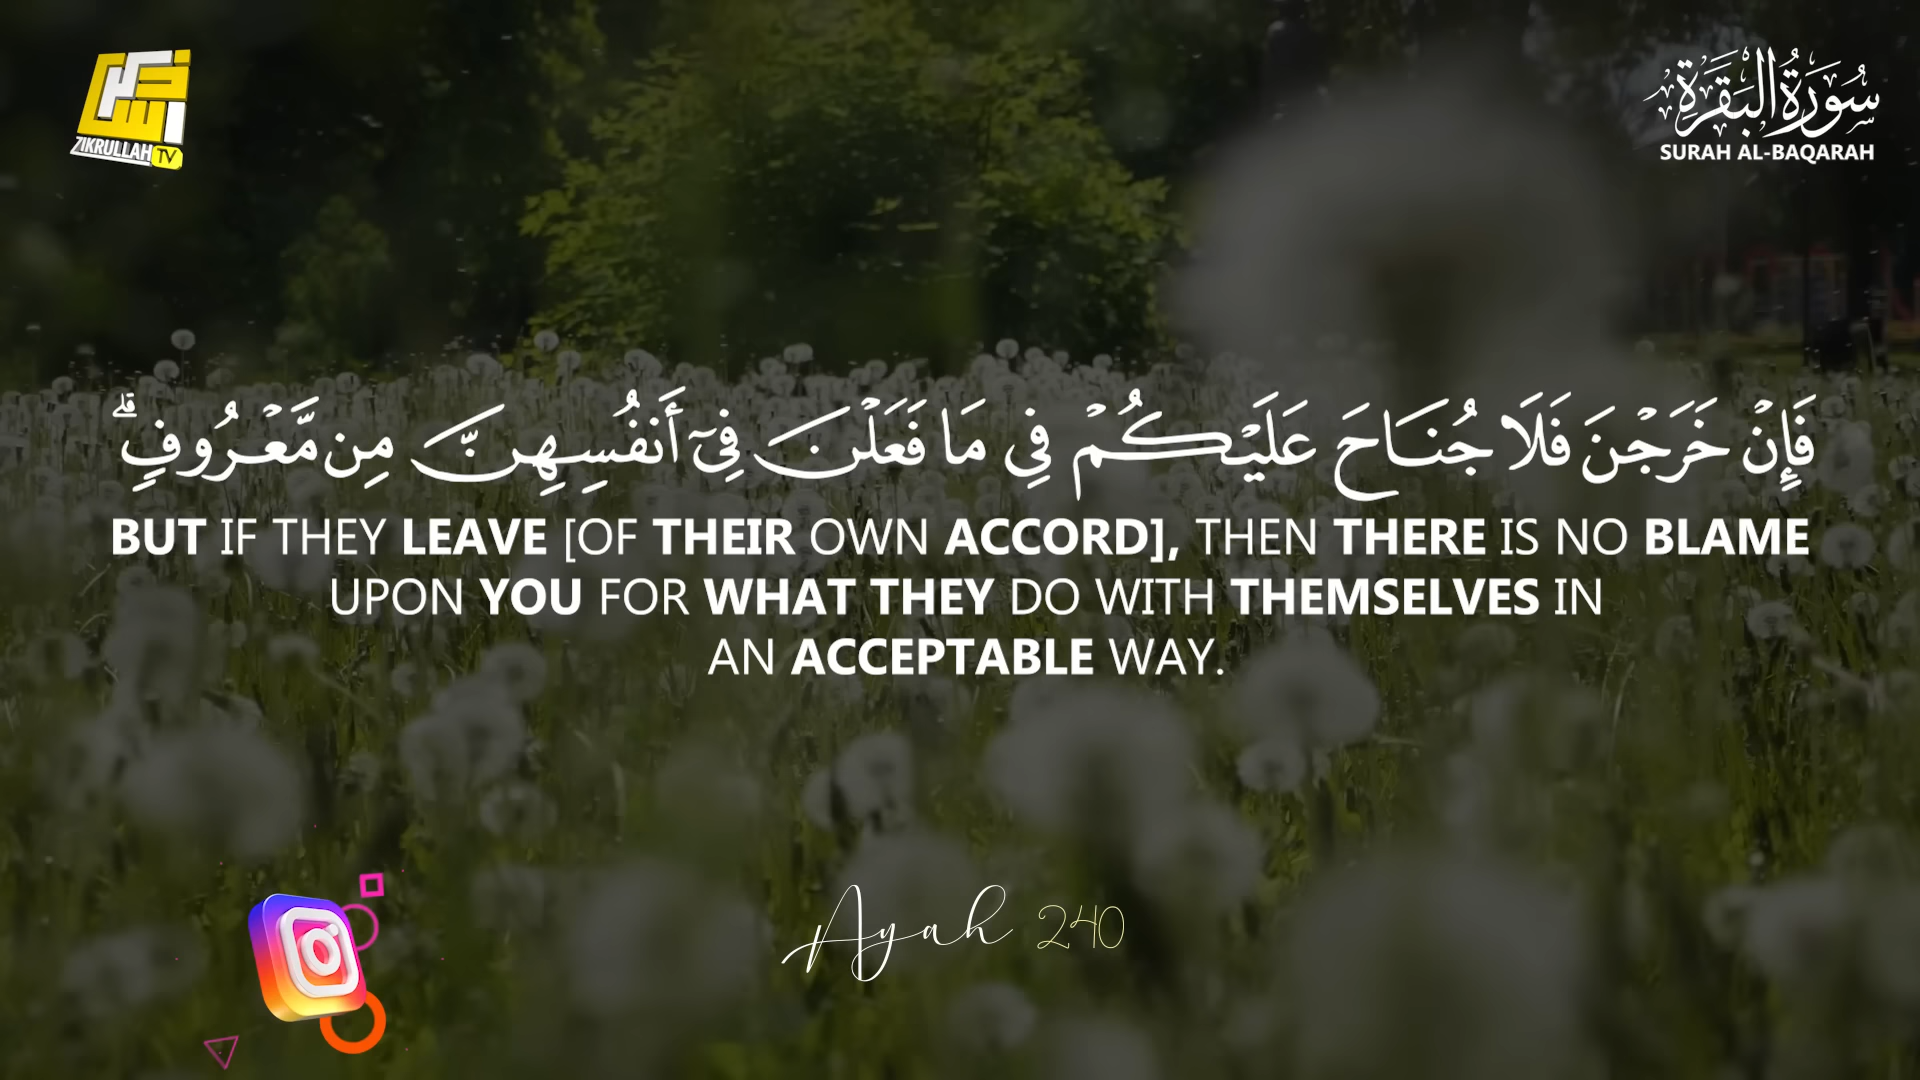 ZIKRULLAH TV
سُورَةُ البَقَرَةِ
SURAH AL-BAQARAH
فَإِنْ خَرَجْنَ فَلَا جُنَاحَ عَلَيْكُمْ فِي مَا فَعَلْنَ فِىٓ أَنفُسِهِنَّ مِن مَّعْرُوفٍ ۗ
BUT IF THEY LEAVE [OF THEIR OWN ACCORD], THEN THERE IS NO BLAME
UPON YOU FOR WHAT THEY DO WITH THEMSELVES IN
AN ACCEPTABLE WAY.
Ayah 240